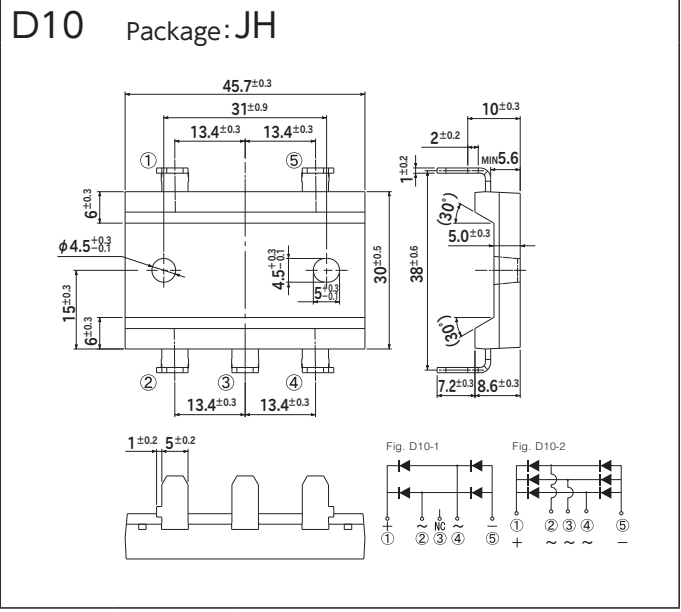 D10 Package: JH
45.7±0.3
31±0.9
13.4±0.3 13.4±0.3
① ⑤
6±0.3
φ4.5+0.3-0.1
15±0.3
6±0.3
4.5+0.3-0.1
5+0.3-0.1
30±0.5
② ③ ④
13.4±0.3 13.4±0.3
10±0.3
2±0.2
MIN5.6
1±0.2
(30°)
5.0±0.3
38±0.6
(30°)
7.2±0.3 8.6±0.3
1±0.2 5±0.2
Fig. D10-1
+ ~ NC ~ −
① ② ③ ④ ⑤
Fig. D10-2
① ② ③ ④ ⑤
+ ~ ~ ~ −